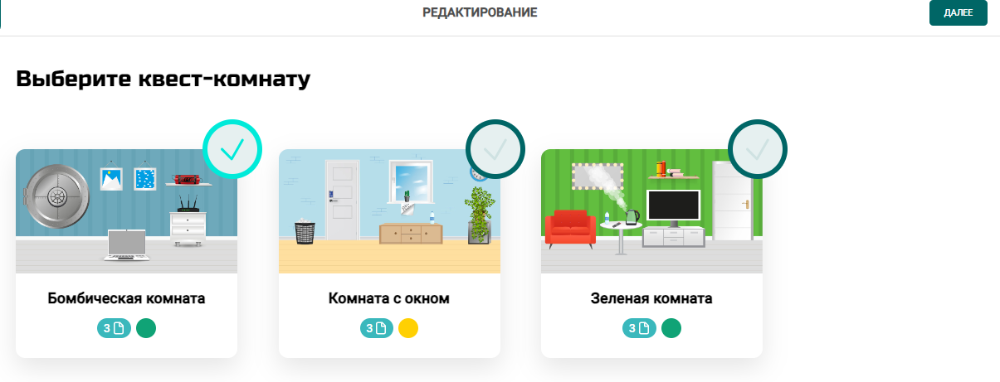 РЕДАКТИРОВАНИЕ
ДАЛЕЕ
Выберите квест-комнату
Бомбическая комната
3
Комната с окном
3
Зеленая комната
3